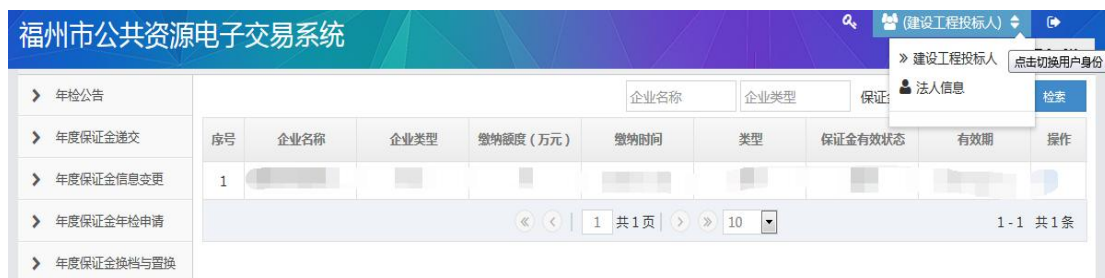 福州市公共资源电子交易系统
(建设工程投标人)
建设工程投标人
点击切换用户身份
法人信息
年检公告
企业名称 企业类型 检索
年度保证金递交
序号 企业名称 企业类型 缴纳额度（万元） 缴纳时间 类型 保证金有效状态 有效期 操作
年度保证金信息变更
1
年度保证金年检申请
1 共1页 10 1-1 共1条
年度保证金换档与置换